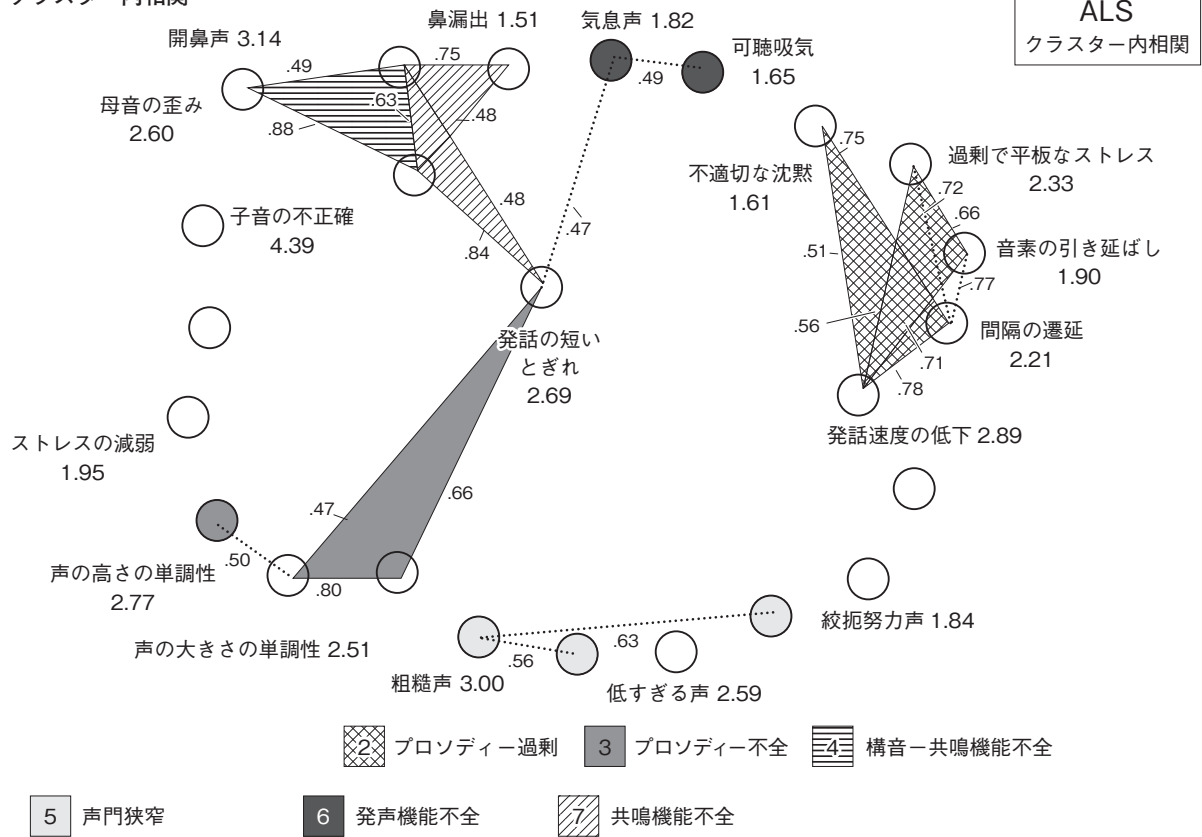 クラスター内相関
ALS
クラスター内相関
鼻漏出 1.51
気息声 1.82
開鼻声 3.14
可聴吸気
1.65
.49
.75
.49
母音の歪み
2.60
.63
.48
.88
.75
不適切な沈黙
1.61
過剰で平板なストレス
2.33
.72
.66
子音の不正確
4.39
.48
.47
.84
.51
音素の引き延ばし
1.90
.77
.56
間隔の遷延
2.21
発話の短い
とぎれ
2.69
.71
.78
発話速度の低下 2.89
ストレスの減弱
1.95
.47
.66
.50
声の高さの単調性
2.77
.80
声の大きさの単調性 2.51
絞扼努力声 1.84
.63
.56
粗糙声 3.00
低すぎる声 2.59
2 プロソディー過剰
3 プロソディー不全
4 構音－共鳴機能不全
5 声門狭窄
6 発声機能不全
7 共鳴機能不全